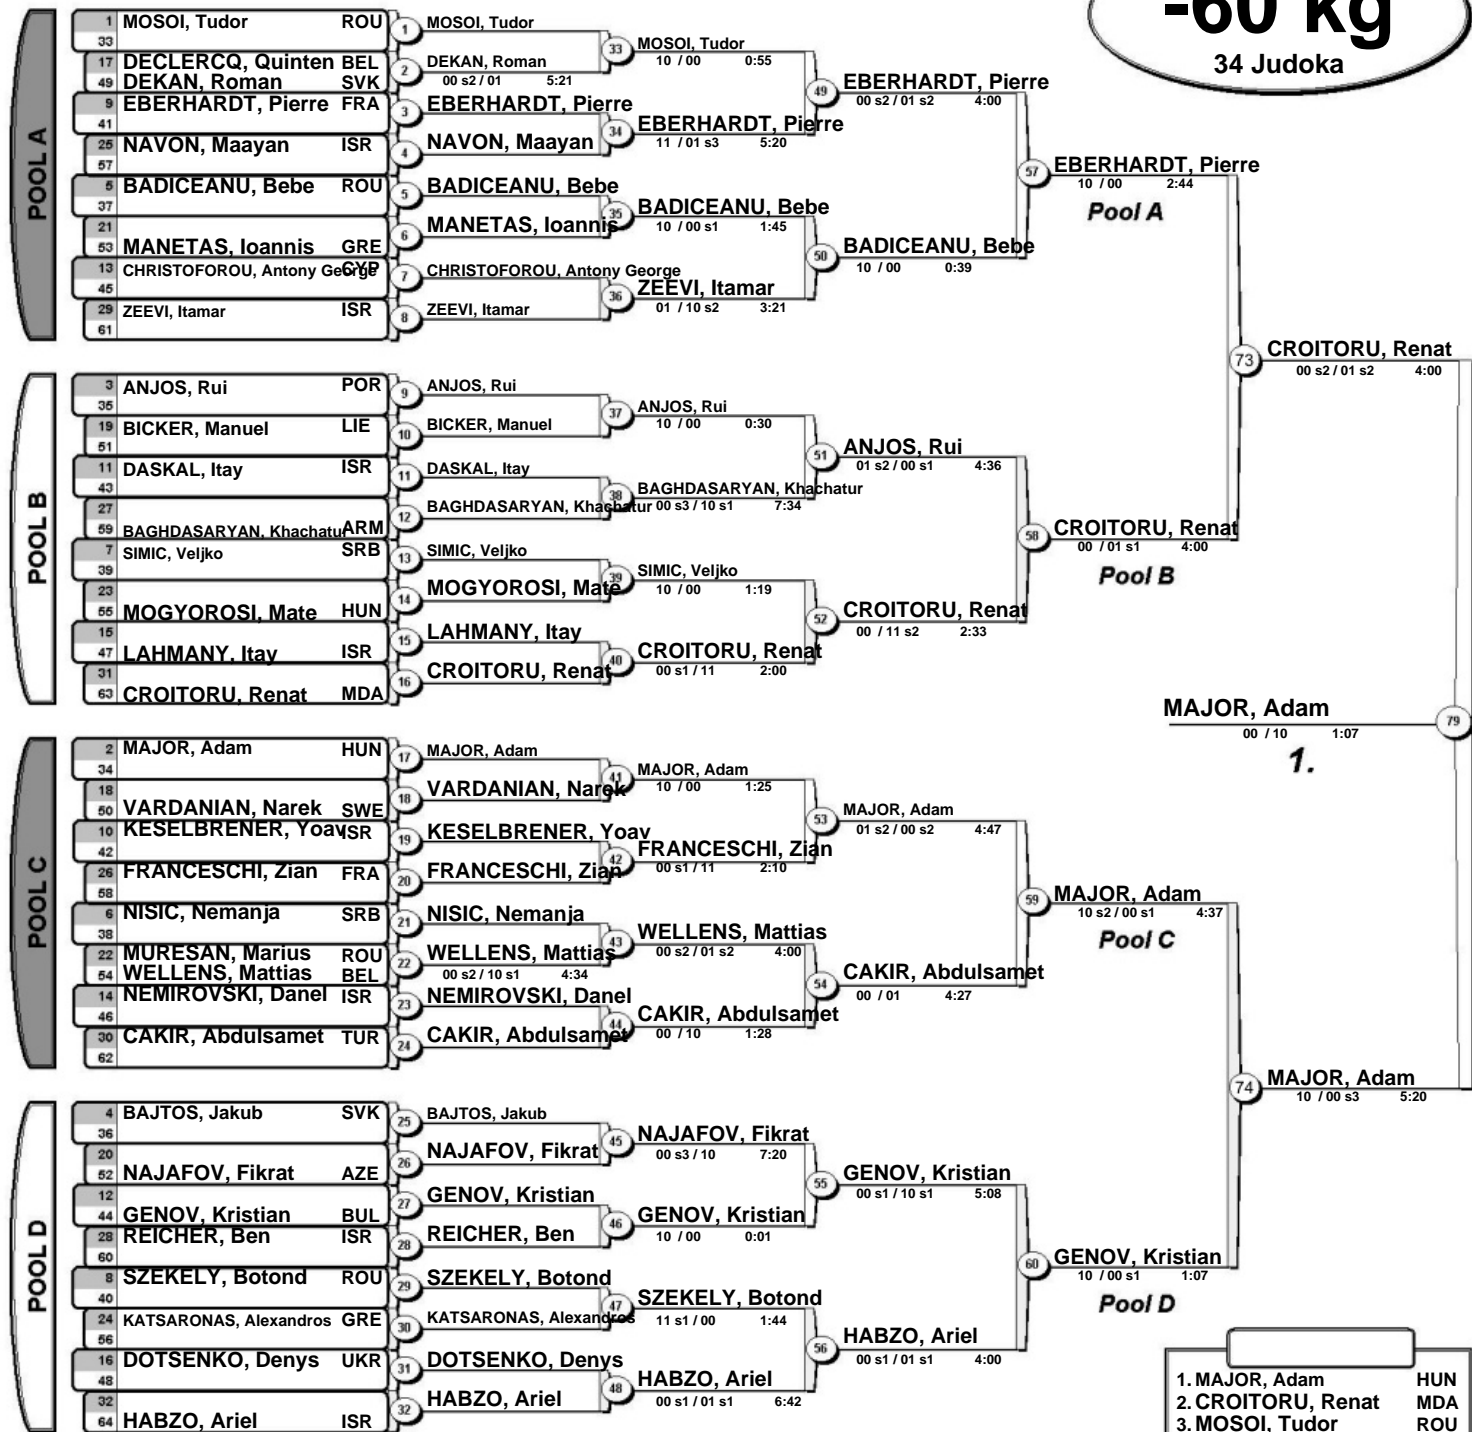 -60 kg
34 Judoka
POOL A
1 MOSOI, Tudor ROU
33
17 DECLERCQ, Quinten BEL
49 DEKAN, Roman SVK
9 EBERHARDT, Pierre FRA
41
25 NAVON, Maayan ISR
57
5 BADICEANU, Bebe ROU
37
21
53 MANETAS, Ioannis GRE
13 CHRISTOFOROU, Antony George CYP
45
29 ZEEVI, Itamar ISR
61
1 MOSOI, Tudor
2 DEKAN, Roman
00 s2 / 01 5:21
3 EBERHARDT, Pierre
4 NAVON, Maayan
5 BADICEANU, Bebe
6 MANETAS, Ioannis
7 CHRISTOFOROU, Antony George
8 ZEEVI, Itamar
33 MOSOI, Tudor
10 / 00 0:55
34 EBERHARDT, Pierre
11 / 01 s3 5:20
35 BADICEANU, Bebe
10 / 00 s1 1:45
36 ZEEVI, Itamar
01 / 10 s2 3:21
49 EBERHARDT, Pierre
00 s2 / 01 s2 4:00
50 BADICEANU, Bebe
10 / 00 0:39
57 EBERHARDT, Pierre
10 / 00 2:44
Pool A
POOL B
3 ANJOS, Rui POR
35
19 BICKER, Manuel LIE
51
11 DASKAL, Itay ISR
43
27
59 BAGHDASARYAN, Khachatur ARM
7 SIMIC, Veljko SRB
39
23
55 MOGYOROSI, Mate HUN
15
47 LAHMANY, Itay ISR
31
63 CROITORU, Renat MDA
9 ANJOS, Rui
10 BICKER, Manuel
11 DASKAL, Itay
12 BAGHDASARYAN, Khachatur
13 SIMIC, Veljko
14 MOGYOROSI, Mate
15 LAHMANY, Itay
16 CROITORU, Renat
37 ANJOS, Rui
10 / 00 0:30
38 BAGHDASARYAN, Khachatur
00 s3 / 10 s1 7:34
39 SIMIC, Veljko
10 / 00 1:19
40 CROITORU, Renat
00 s1 / 11 2:00
51 ANJOS, Rui
01 s2 / 00 s1 4:36
52 CROITORU, Renat
00 / 11 s2 2:33
58 CROITORU, Renat
00 / 01 s1 4:00
Pool B
73 CROITORU, Renat
00 s2 / 01 s2 4:00
MAJOR, Adam 79
00 / 10 1:07
1.
POOL C
2 MAJOR, Adam HUN
34
18
50 VARDANIAN, Narek SWE
10 KESELBRENER, Yoav ISR
42
26 FRANCESCHI, Zian FRA
58
6 NISIC, Nemanja SRB
38
22 MURESAN, Marius ROU
54 WELLENS, Mattias BEL
14 NEMIROVSKI, Danel ISR
46
30 CAKIR, Abdulsamet TUR
62
17 MAJOR, Adam
18 VARDANIAN, Narek
19 KESELBRENER, Yoav
20 FRANCESCHI, Zian
21 NISIC, Nemanja
22 WELLENS, Mattias
00 s2 / 10 s1 4:34
23 NEMIROVSKI, Danel
24 CAKIR, Abdulsamet
41 MAJOR, Adam
10 / 00 1:25
42 FRANCESCHI, Zian
00 s1 / 11 2:10
43 WELLENS, Mattias
00 s2 / 01 s2 4:00
44 CAKIR, Abdulsamet
00 / 10 1:28
53 MAJOR, Adam
01 s2 / 00 s2 4:47
54 CAKIR, Abdulsamet
00 / 01 4:27
59 MAJOR, Adam
10 s2 / 00 s1 4:37
Pool C
74 MAJOR, Adam
10 / 00 s3 5:20
POOL D
4 BAJTOS, Jakub SVK
36
20
52 NAJAFOV, Fikrat AZE
12
44 GENOV, Kristian BUL
28 REICHER, Ben ISR
60
8 SZEKELY, Botond ROU
40
24 KATSARONAS, Alexandros GRE
56
16 DOTSENKO, Denys UKR
48
32
64 HABZO, Ariel ISR
25 BAJTOS, Jakub
26 NAJAFOV, Fikrat
27 GENOV, Kristian
28 REICHER, Ben
29 SZEKELY, Botond
30 KATSARONAS, Alexandros
31 DOTSENKO, Denys
32 HABZO, Ariel
45 NAJAFOV, Fikrat
00 s3 / 10 7:20
46 GENOV, Kristian
10 / 00 0:01
47 SZEKELY, Botond
11 s1 / 00 1:44
48 HABZO, Ariel
00 s1 / 01 s1 6:42
55 GENOV, Kristian
00 s1 / 10 s1 5:08
56 HABZO, Ariel
00 s1 / 01 s1 4:00
60 GENOV, Kristian
10 / 00 s1 1:07
Pool D
1. MAJOR, Adam HUN
2. CROITORU, Renat MDA
3. MOSOI, Tudor ROU